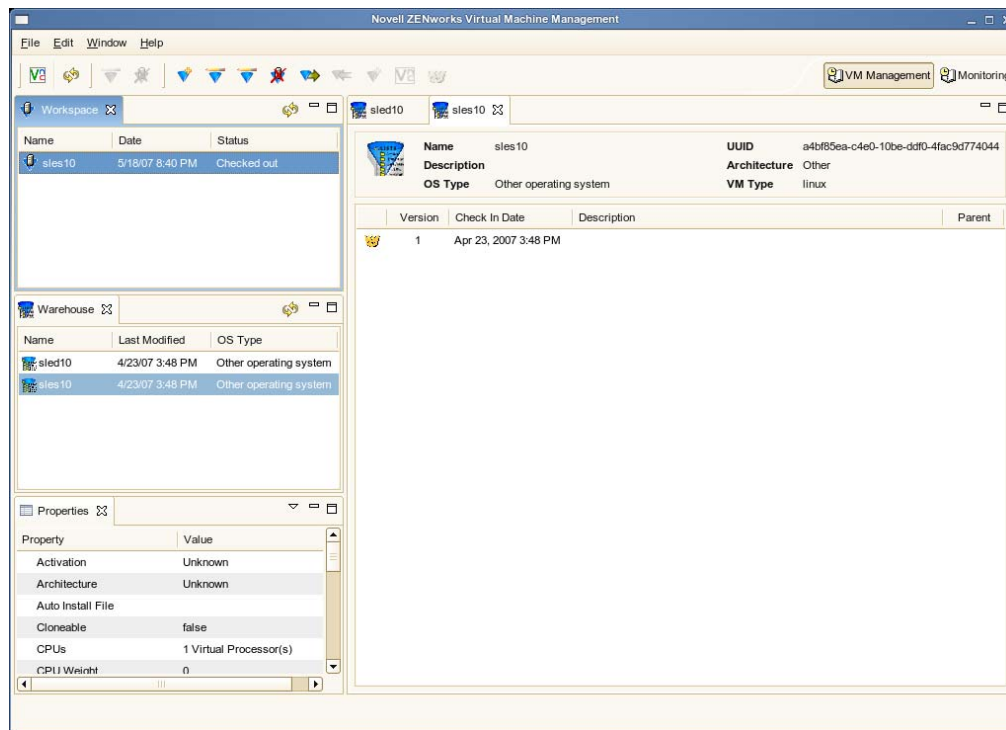 Novell ZENworks Virtual Machine Management
File Edit Window Help
VM Management Monitoring
Workspace
Name Date Status
sles10 5/18/07 8:40 PM Checked out
Warehouse
Name Last Modified OS Type
sled10 4/23/07 3:48 PM Other operating system
sles10 4/23/07 3:48 PM Other operating system
Properties
Property Value
Activation Unknown
Architecture Unknown
Auto Install File
Cloneable false
CPUs 1 Virtual Processor(s)
CPU Weight 0
sled10 sles10
Name sles10 UUID a4bf85ea-c4e0-10be-ddf0-4fac9d774044
Description Architecture Other
OS Type Other operating system VM Type linux
Version Check In Date Description Parent
1 Apr 23, 2007 3:48 PM